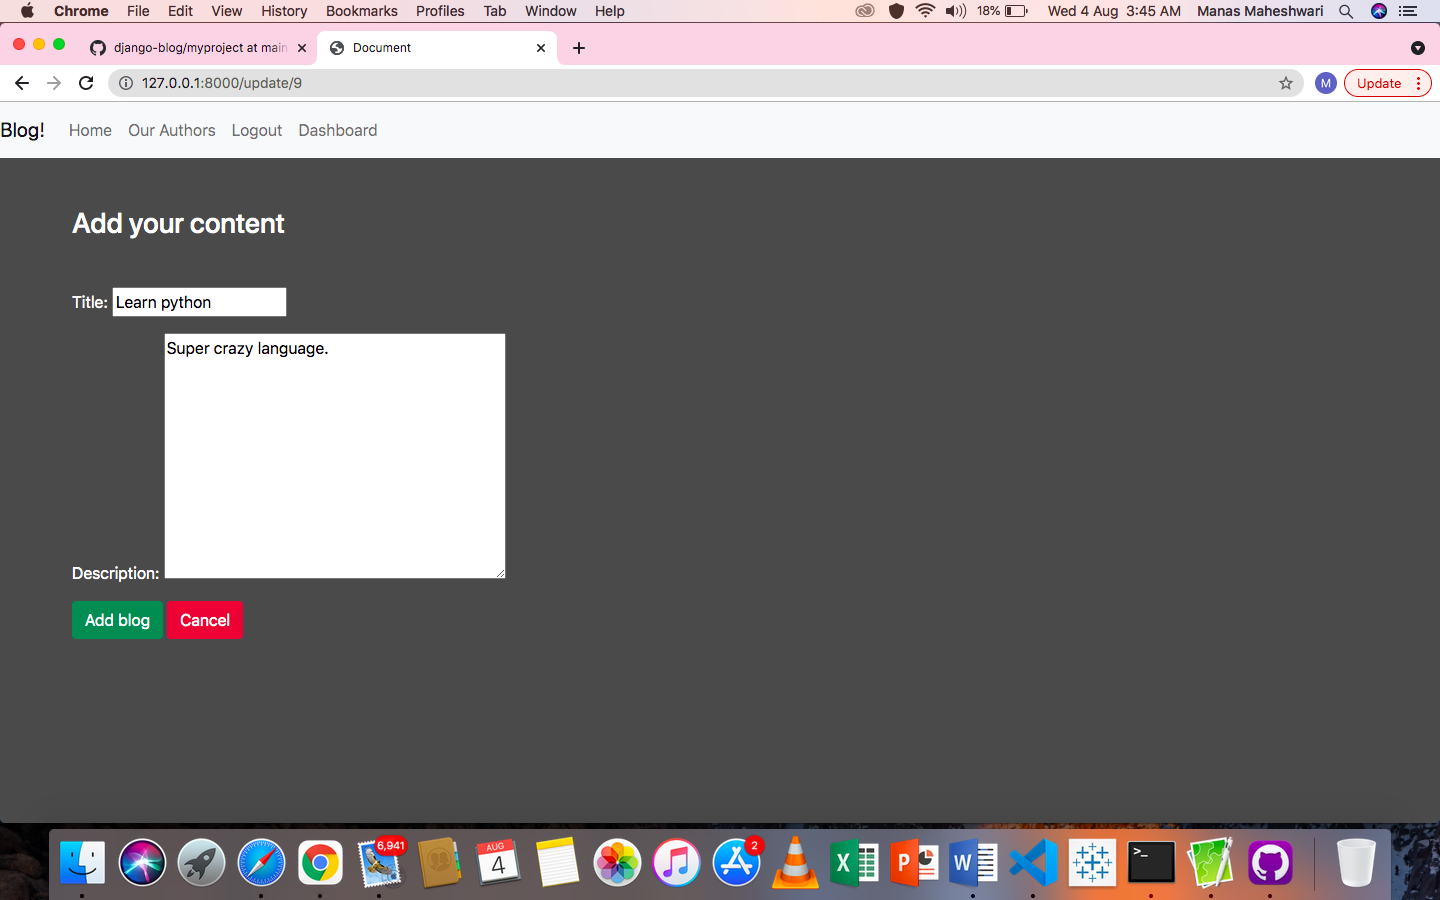 Chrome File Edit View History Bookmarks Profiles Tab Window Help 18% Wed 4 Aug 3:45 AM Manas Maheshwari
django-blog/myproject at main Document
127.0.0.1:8000/update/9 M Update
Blog! Home Our Authors Logout Dashboard
Add your content
Title: Learn python
Super crazy language.
Description:
Add blog Cancel
6,941 AUG 4 2 X P W >_